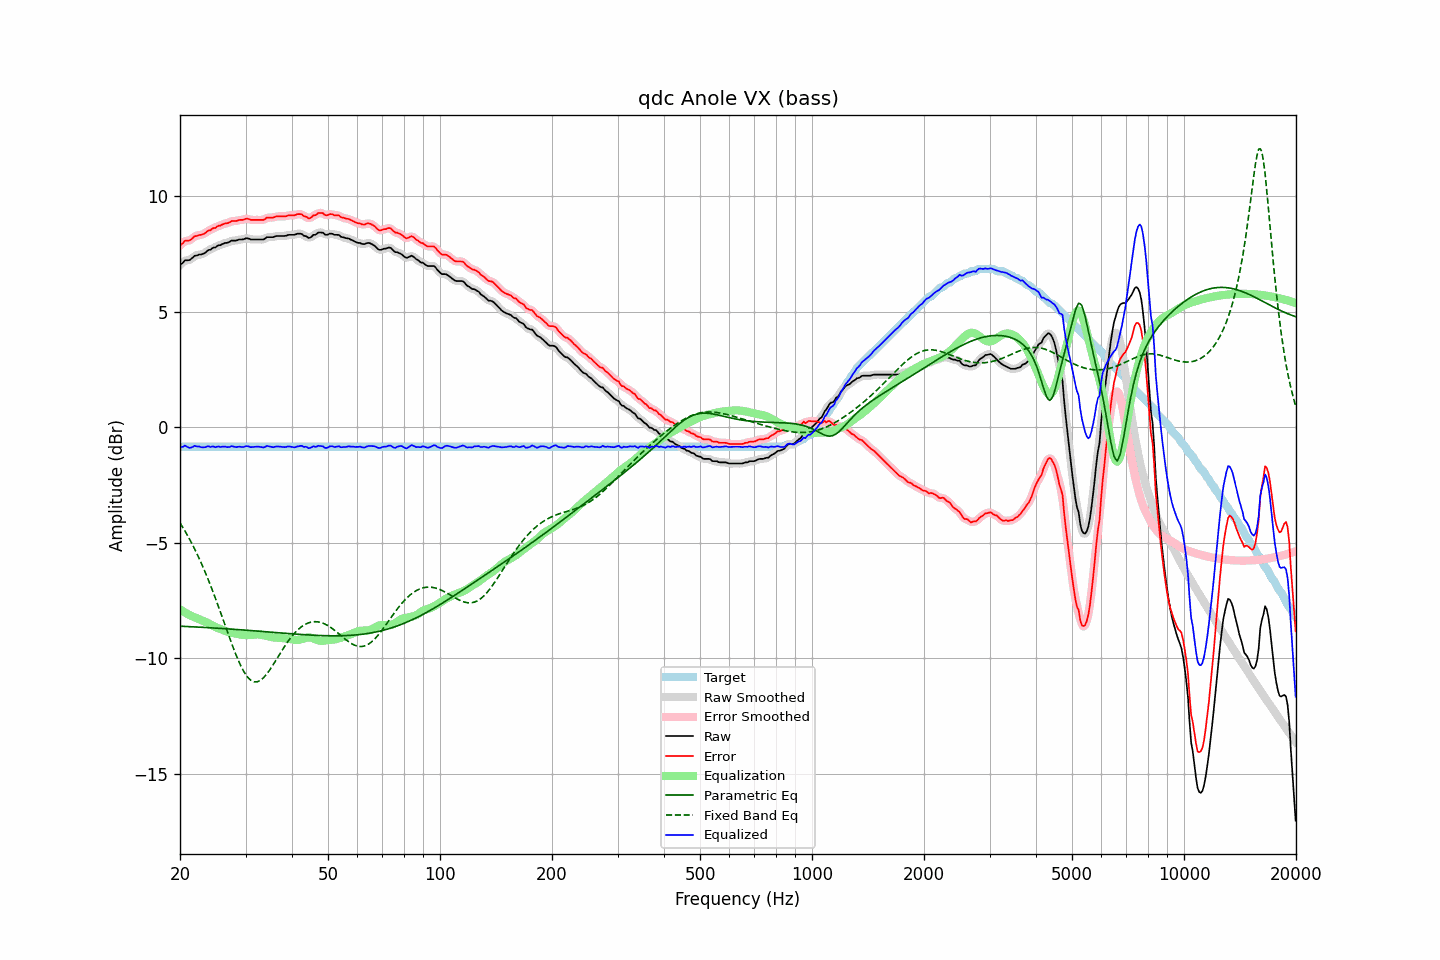 qdc Anole VX (bass)
Amplitude (dBr)
10
5
0
−5
−10
−15
20
50
100
200
500
1000
2000
5000
10000
20000
Frequency (Hz)
Target
Raw Smoothed
Error Smoothed
Raw
Error
Equalization
Parametric Eq
Fixed Band Eq
Equalized